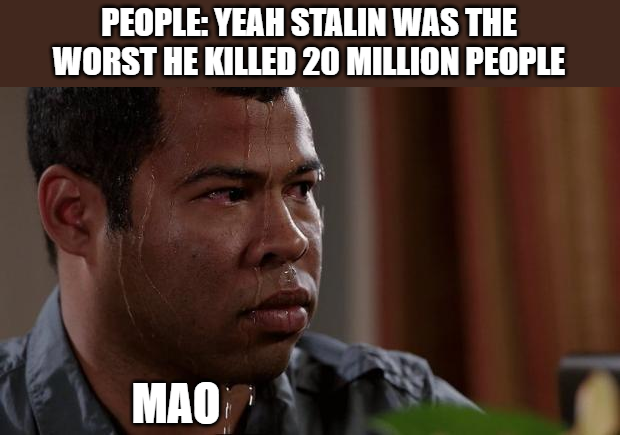 PEOPLE: YEAH STALIN WAS THE
WORST HE KILLED 20 MILLION PEOPLE
MAO